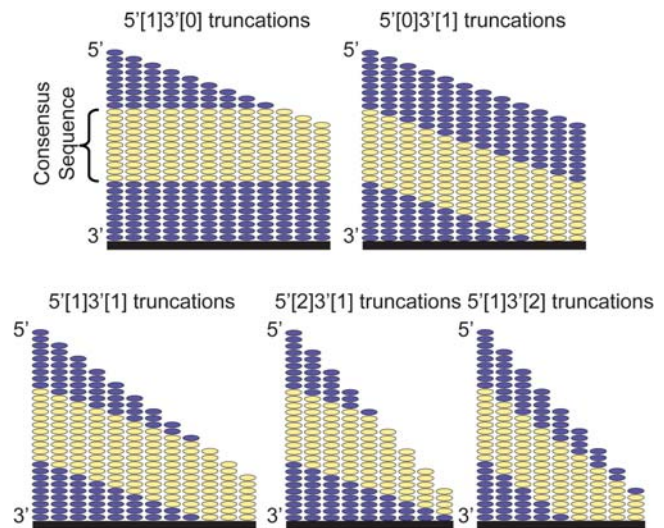 5'[1]3'[0] truncations
5'[0]3'[1] truncations
5'
5'
Consensus
Sequence
3'
3'
5'[1]3'[1] truncations
5'[2]3'[1] truncations
5'[1]3'[2] truncations
5'
5'
5'
3'
3'
3'